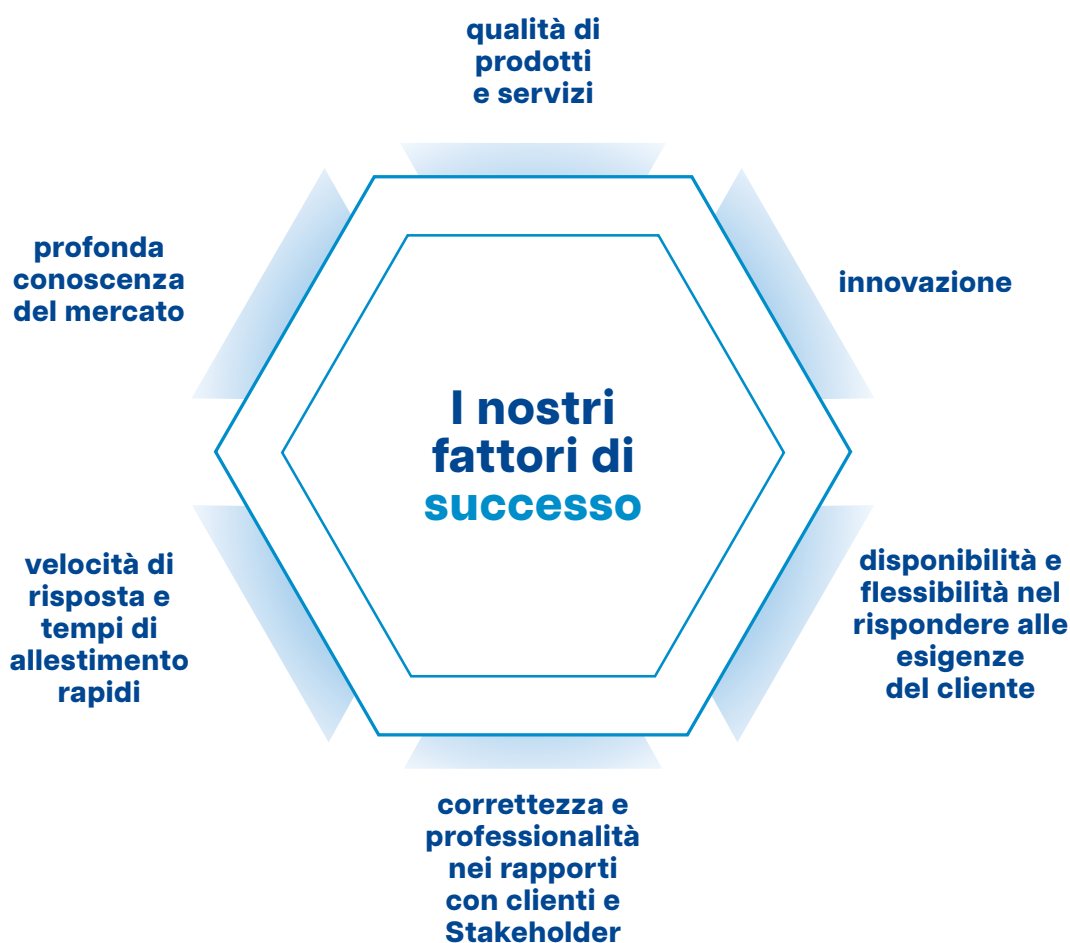 qualità di
prodotti
e servizi
profonda
conoscenza
del mercato
innovazione
I nostri
fattori di
successo
velocità di
risposta e
tempi di
allestimento
rapidi
disponibilità e
flessibilità nel
rispondere alle
esigenze
del cliente
correttezza e
professionalità
nei rapporti
con clienti e
Stakeholder